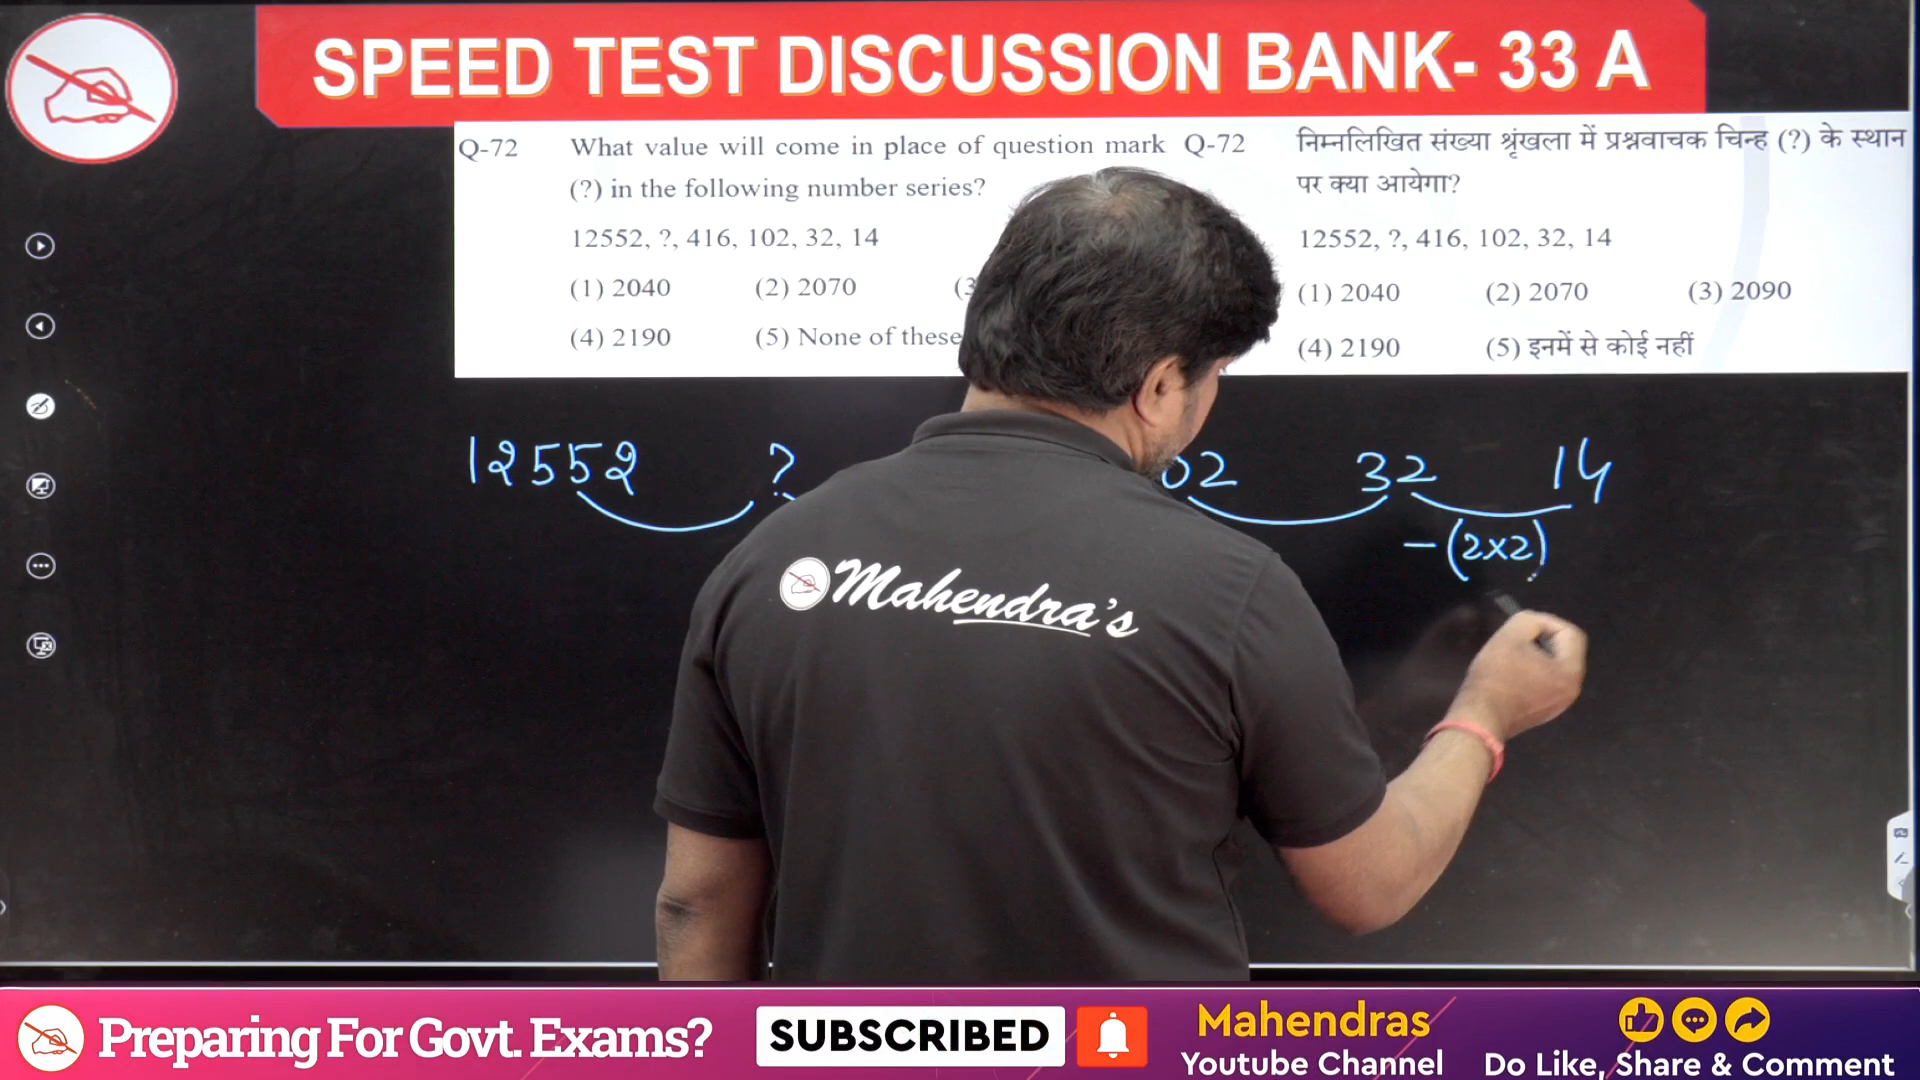 SPEED TEST DISCUSSION BANK- 33 A
Q-72 What value will come in place of question mark
(?) in the following number series?
12552, ?, 416, 102, 32, 14
(1) 2040 (2) 2070 (3
(4) 2190 (5) None of these
Q-72 निम्नलिखित संख्या श्रृंखला में प्रश्नवाचक चिन्ह (?) के स्थान
पर क्या आयेगा?
12552, ?, 416, 102, 32, 14
(1) 2040 (2) 2070 (3) 2090
(4) 2190 (5) इनमें से कोई नहीं
12552 ? 02 32 14
-(2×2)
Mahendra's
Preparing For Govt. Exams?
SUBSCRIBED
Mahendras
Youtube Channel
Do Like, Share & Comment